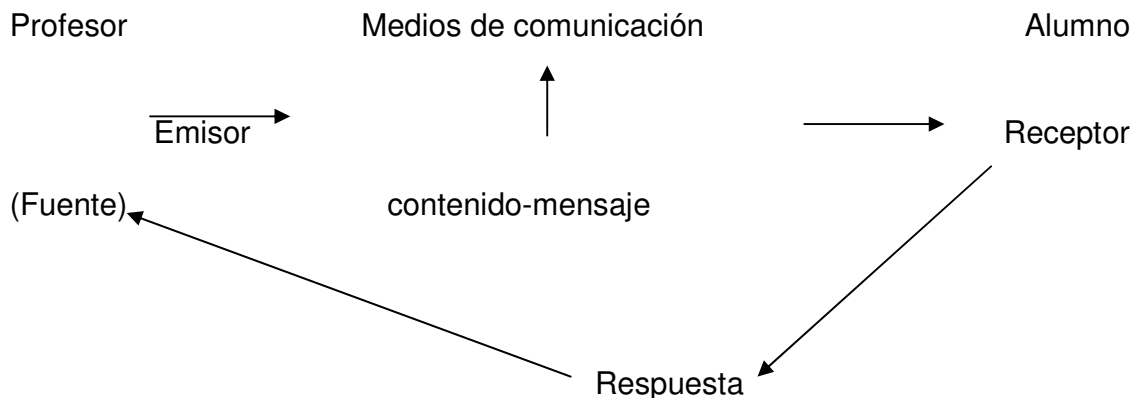 Profesor Medios de comunicación Alumno
Emisor Receptor
(Fuente) contenido-mensaje
Respuesta